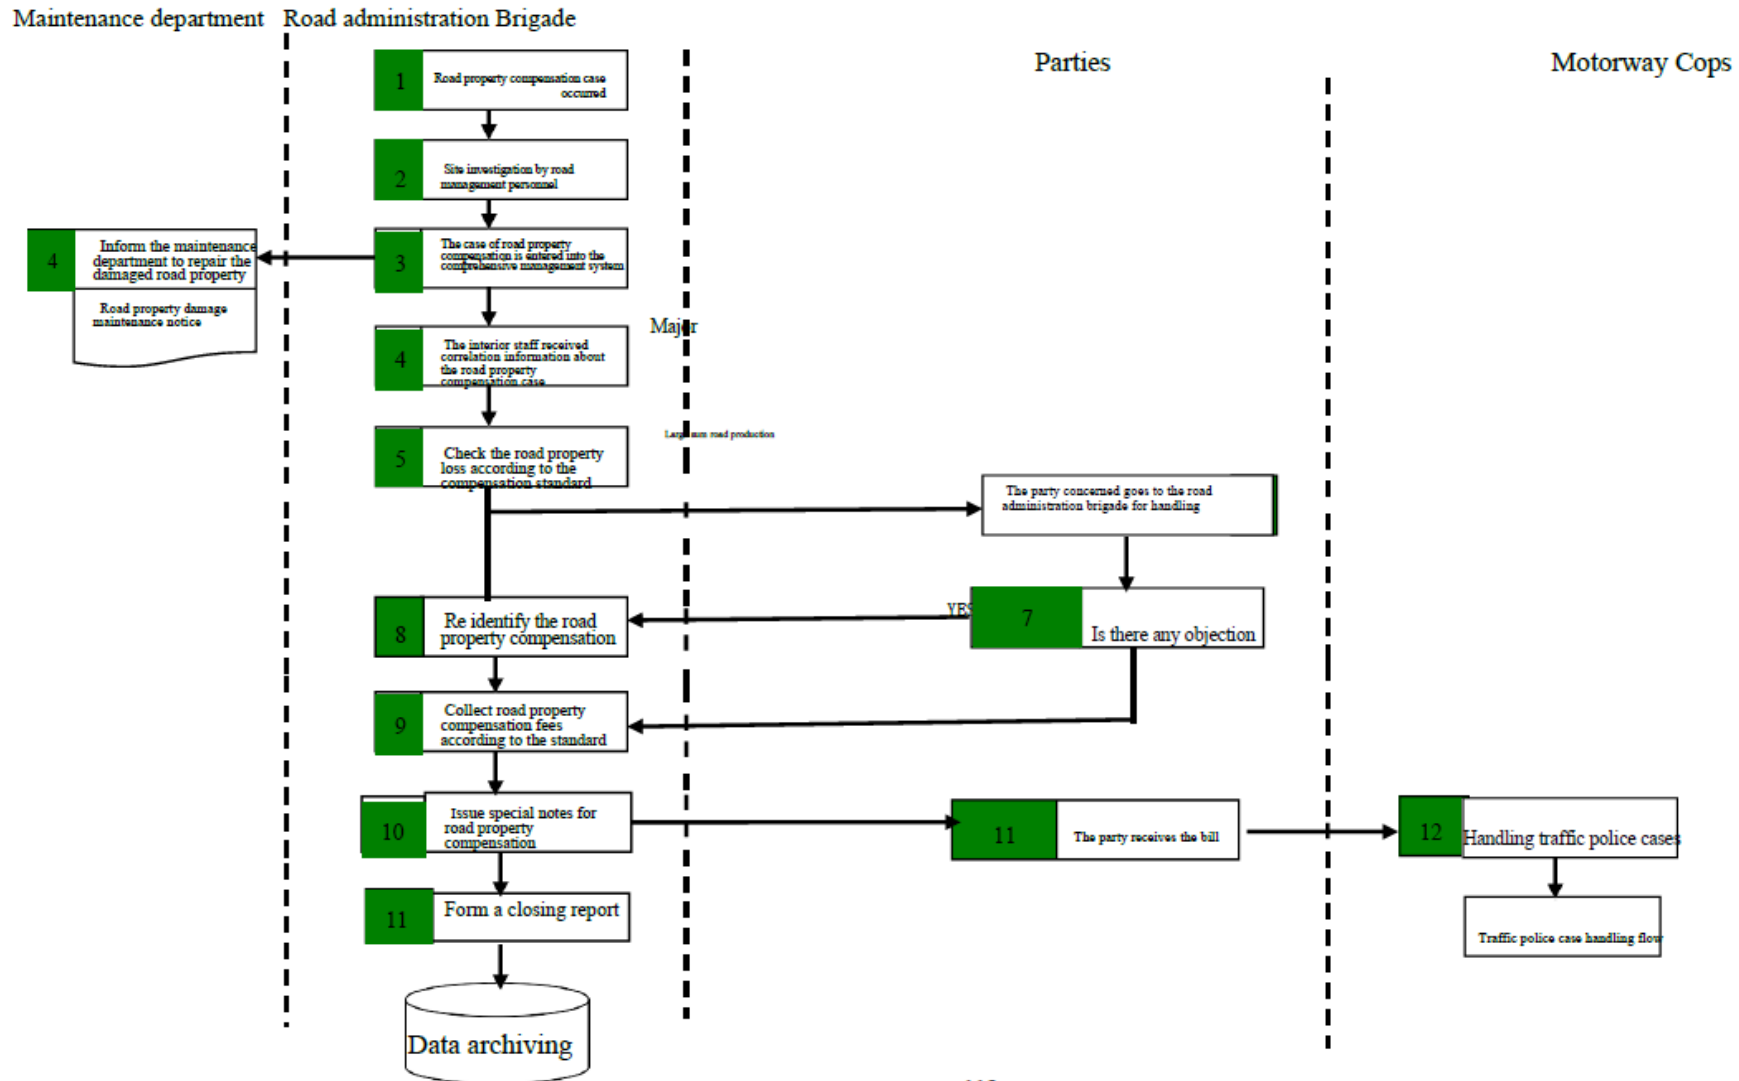 Maintenance department Road administration Brigade
Parties
Motorway Cops
1
Road property compensation case
occurred
2
Site investigation by road
management personnel
3
The case of road property
compensation is entered into the
comprehensive management system
4
Inform the maintenance
department to repair the
damaged road property
Road property damage
maintenance notice
4
The interior staff received
correlation information about
the road property
compensation case
Major
5
Check the road property
loss according to the
compensation standard
Large sum road production
The party concerned goes to the road
administration brigade for handling
YES
7
Is there any objection
8
Re identify the road
property compensation
9
Collect road property
compensation fees
according to the standard
10
Issue special notes for
road property
compensation
11
The party receives the bill
12
Handling traffic police cases
11
Form a closing report
Traffic police case handling flow
Data archiving